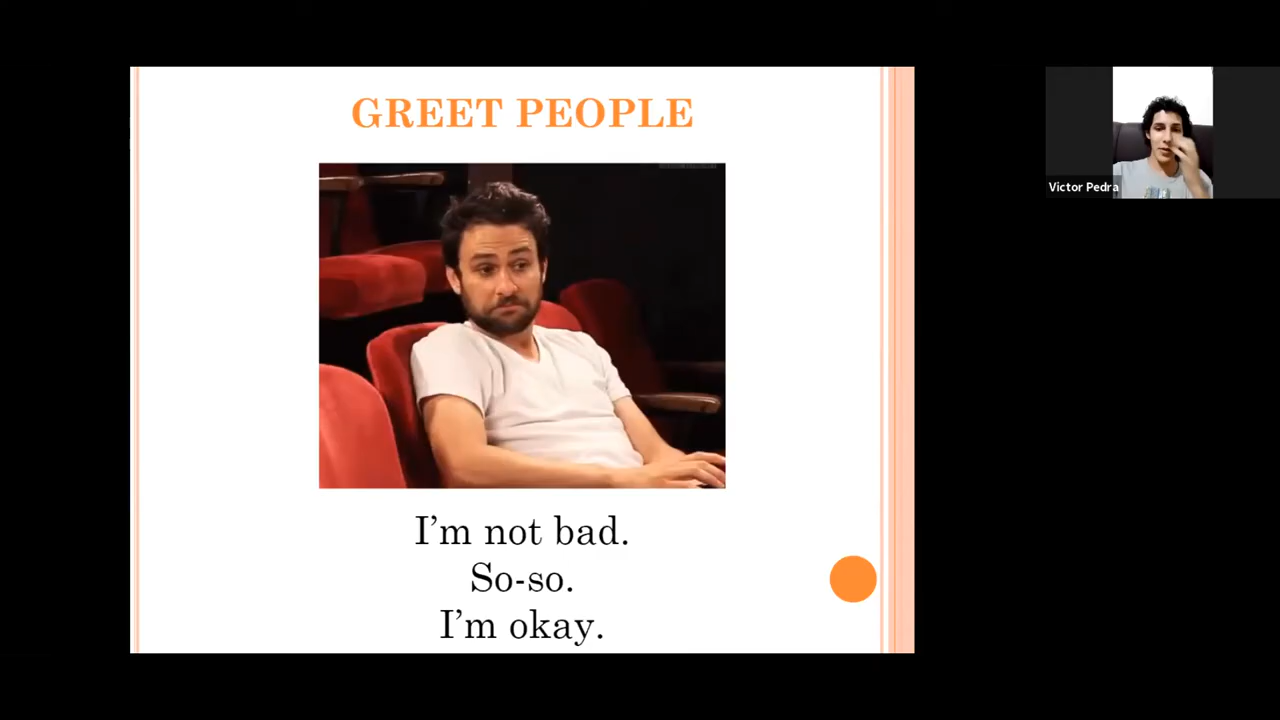 GREET PEOPLE
I’m not bad.
So-so.
I’m okay.
Victor Pedra